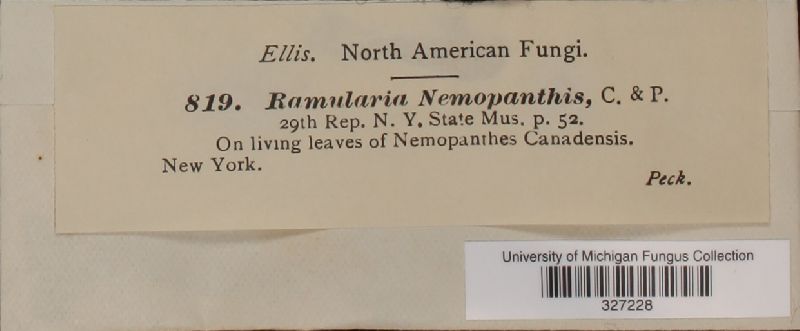 Ellis. North American Fungi.
819. Ramularia Nemopanthis, C. & P.
29th Rep. N. Y. State Mus. p. 52.
On living leaves of Nemopanthes Canadensis.
New York.
Peck.
University of Michigan Fungus Collection
327228